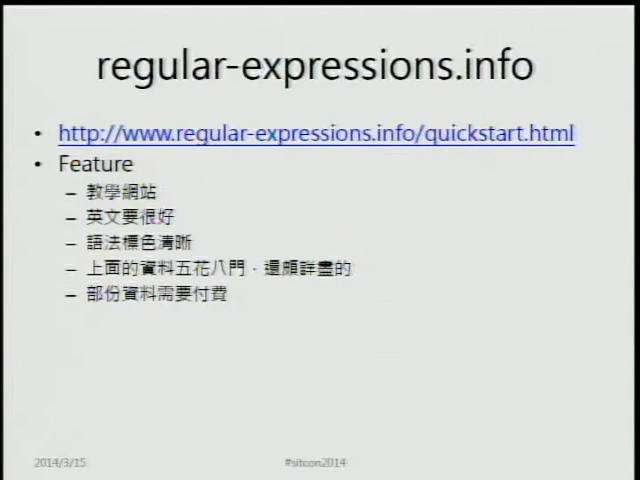 regular-expressions.info
• http://www.regular-expressions.info/quickstart.html
• Feature
– 教學網站
– 英文要很好
– 語法標色清晰
– 上面的資料五花八門，還頗詳盡的
– 部份資料需要付費
2014/3/15
#sitcon2014